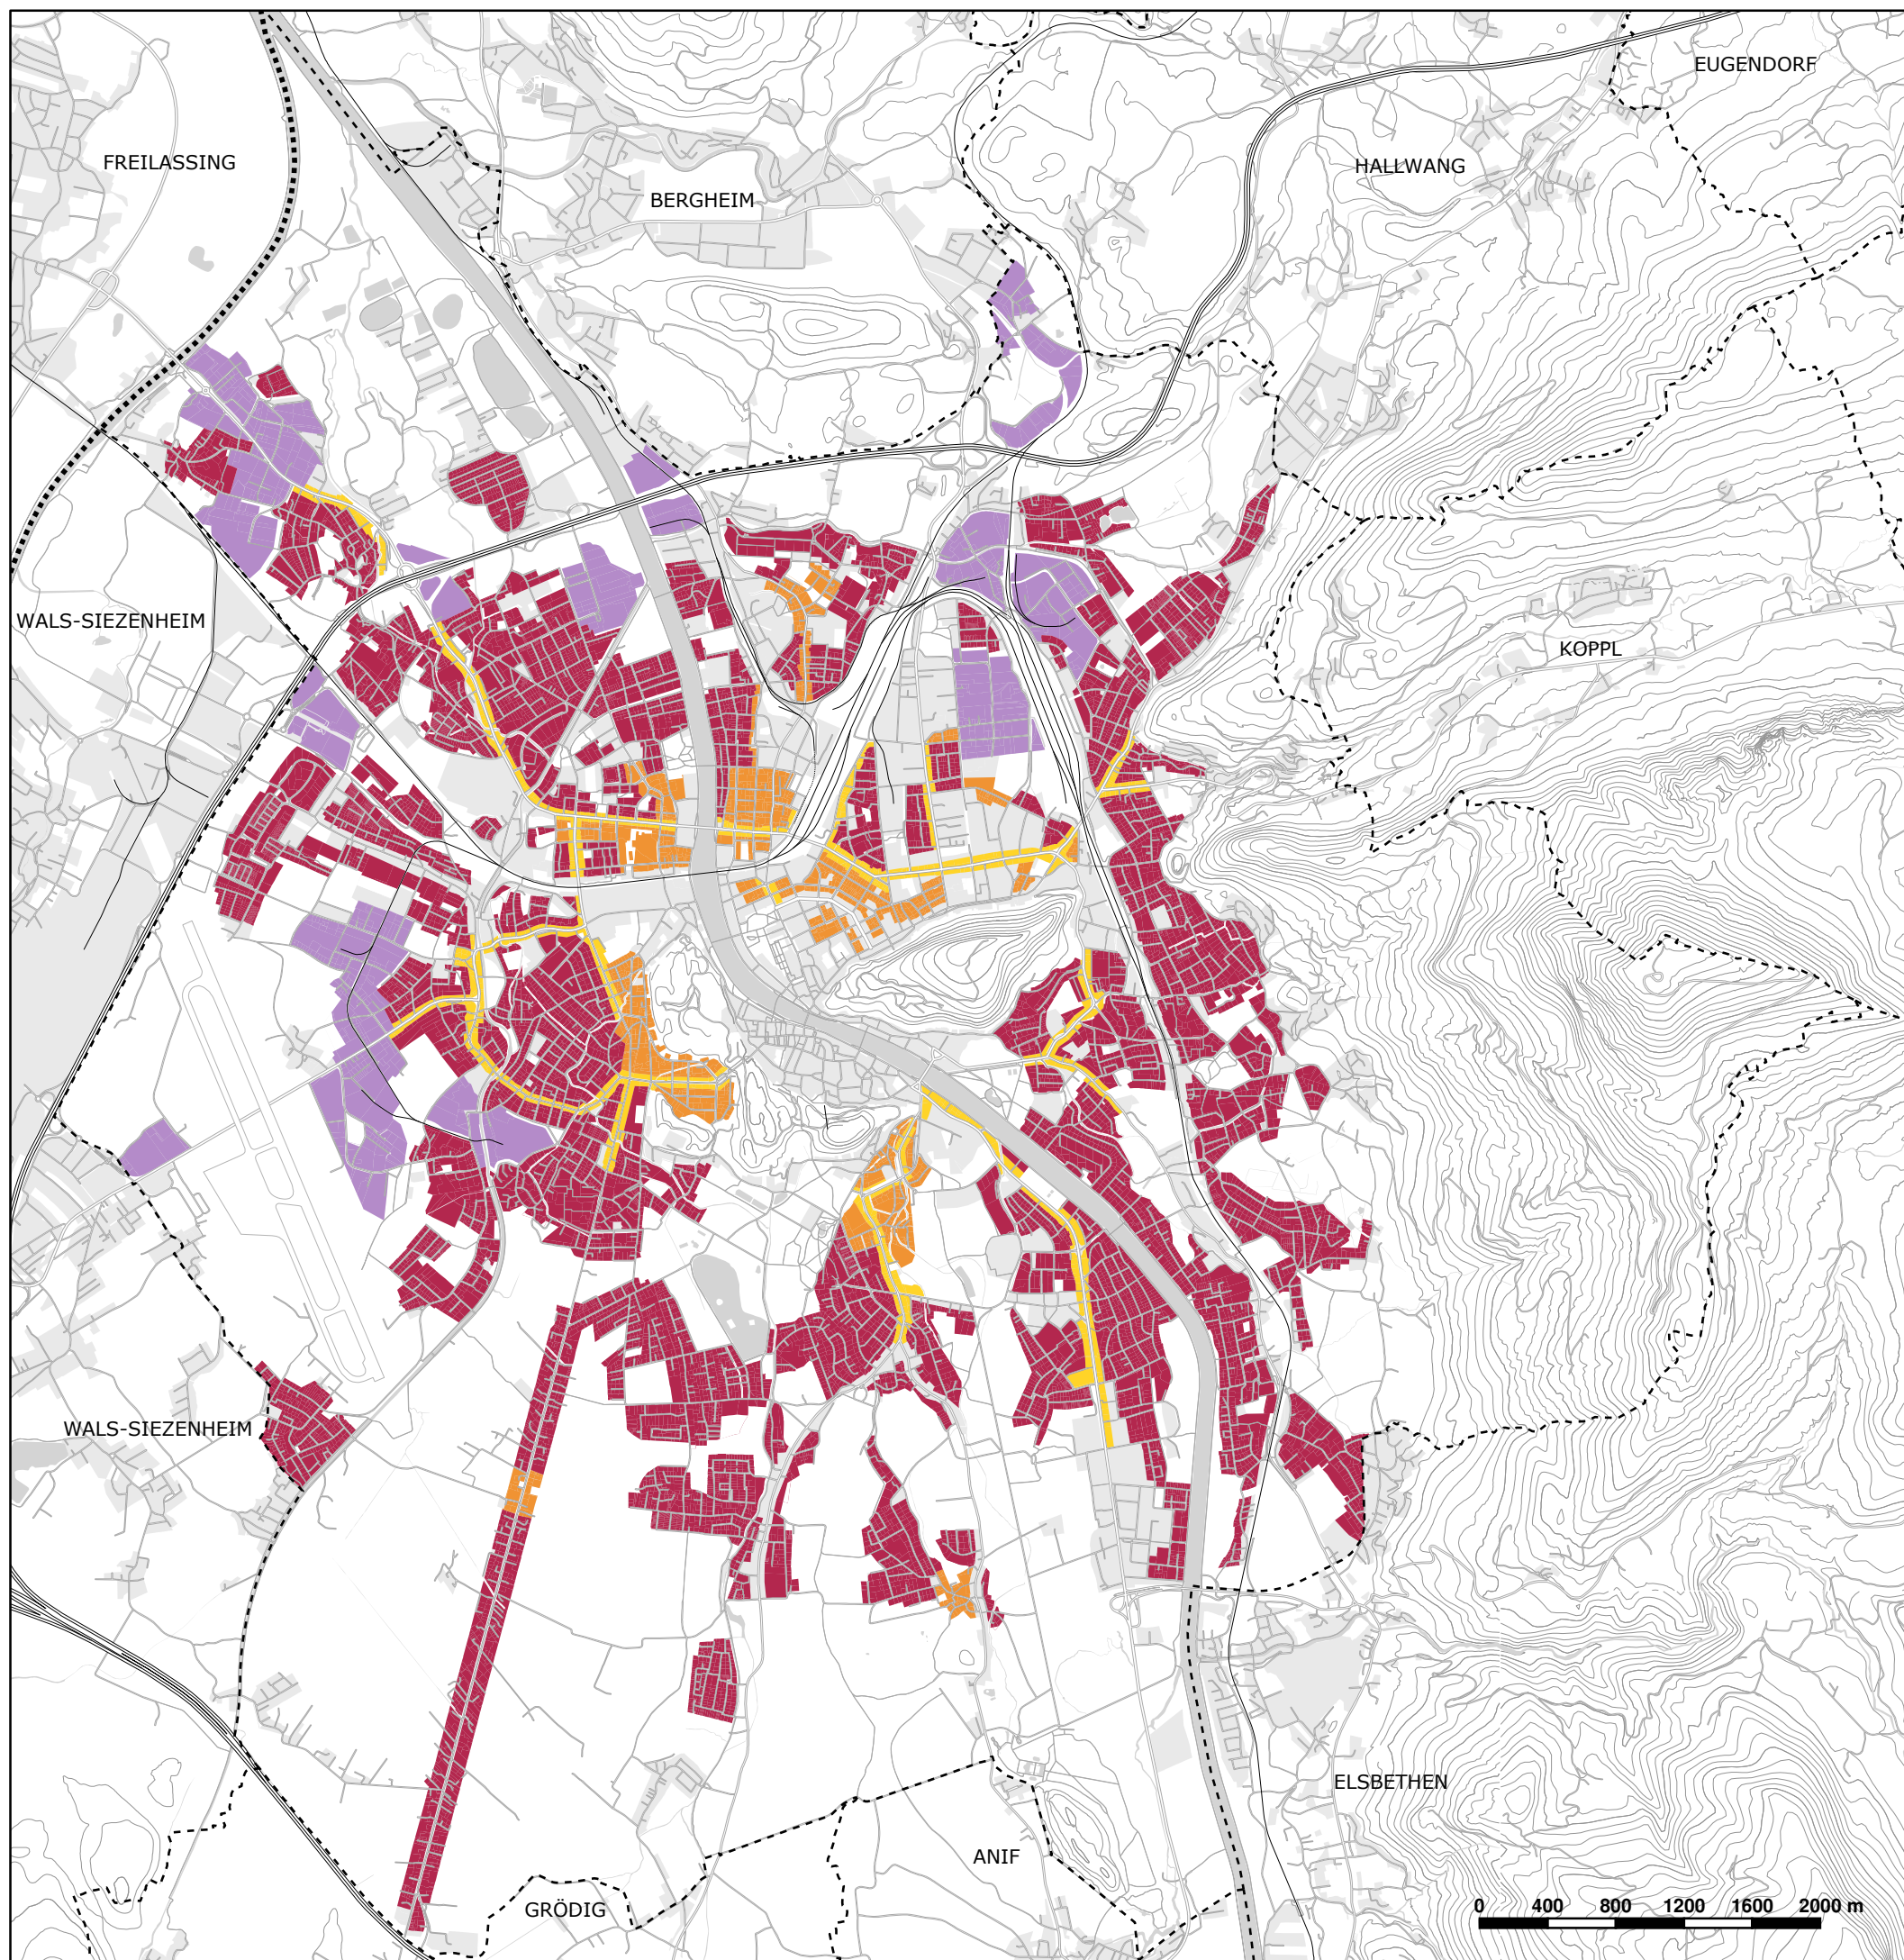 EUGENDORF
FREILASSING
HALLWANG
BERGHEIM
WALS-SIEZENHEIM
KOPPL
WALS-SIEZENHEIM
ELSBETHEN
ANIF
GRÖDIG
0 400 800 1200 1600 2000 m